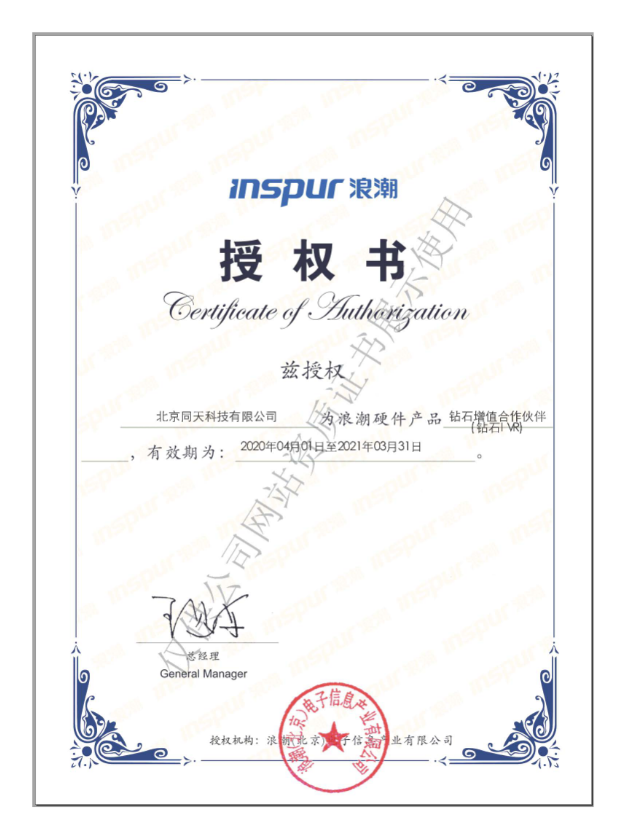 inspur 浪潮
授权书
Certificate of Authorization
兹授权
北京同天科技有限公司 为浪潮硬件产品 钻石增值合作伙伴
(钻石I VR)
，有效期为： 2020年04月01日至2021年03月31日 。
仅供公司网站资质证书展示使用
总经理
General Manager
授权机构：浪潮(北京)电子信息产业有限公司
浪潮(北京)电子信息产业有限公司